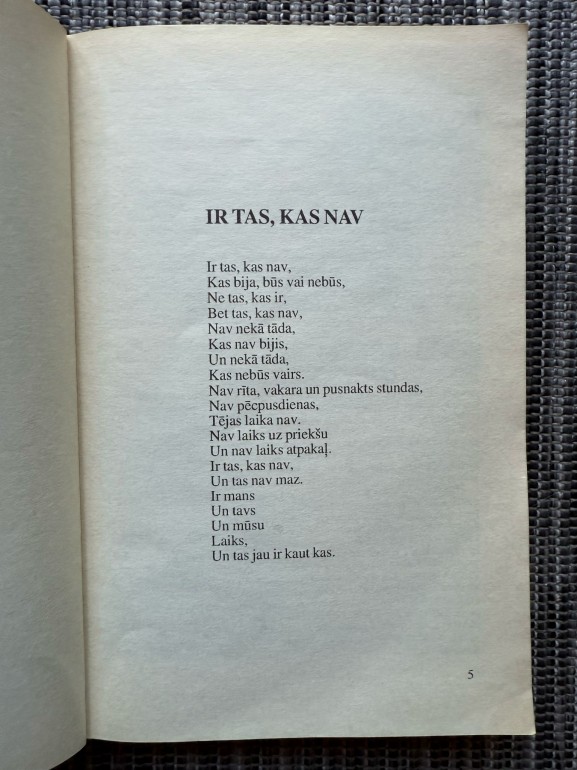 IR TAS, KAS NAV
Ir tas, kas nav,
Kas bija, būs vai nebūs,
Ne tas, kas ir,
Bet tas, kas nav,
Nav nekā tāda,
Kas nav bijis,
Un nekā tāda,
Kas nebūs vairs.
Nav rīta, vakara un pusnakts stundas,
Nav pēcpusdienas,
Tējas laika nav.
Nav laiks uz priekšu
Un nav laiks atpakaļ.
Ir tas, kas nav,
Un tas nav maz.
Ir mans
Un tavs
Un mūsu
Laiks,
Un tas jau ir kaut kas.
5